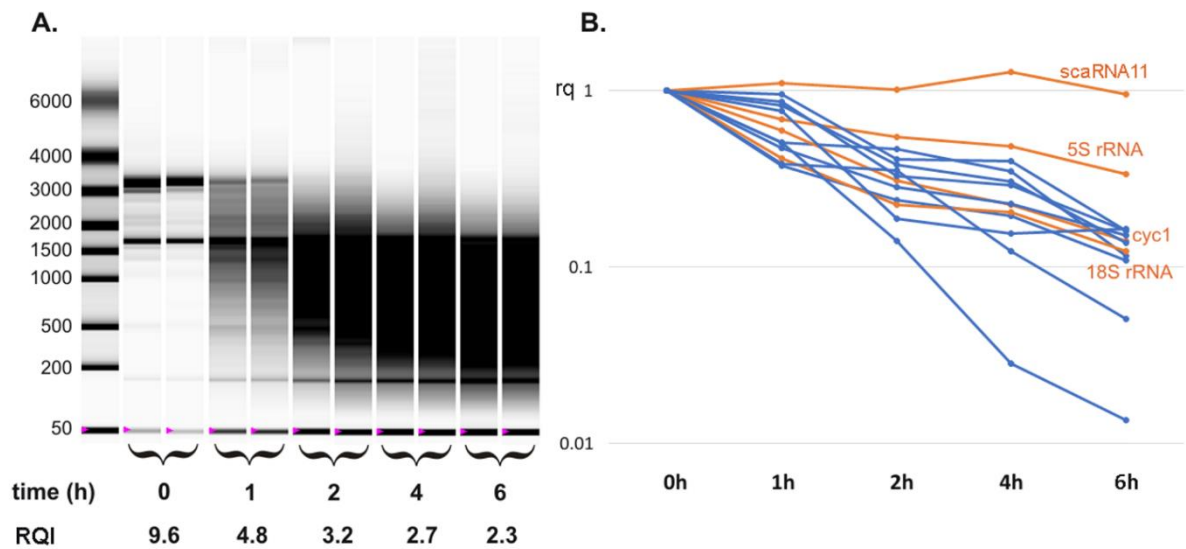 A.
6000
4000
3000
2000
1500
1000
500
200
50
time (h) 0 1 2 4 6
RQI 9.6 4.8 3.2 2.7 2.3
B.
rq 1
0.1
0.01
scaRNA11
5S rRNA
cyc1
18S rRNA
0h 1h 2h 4h 6h